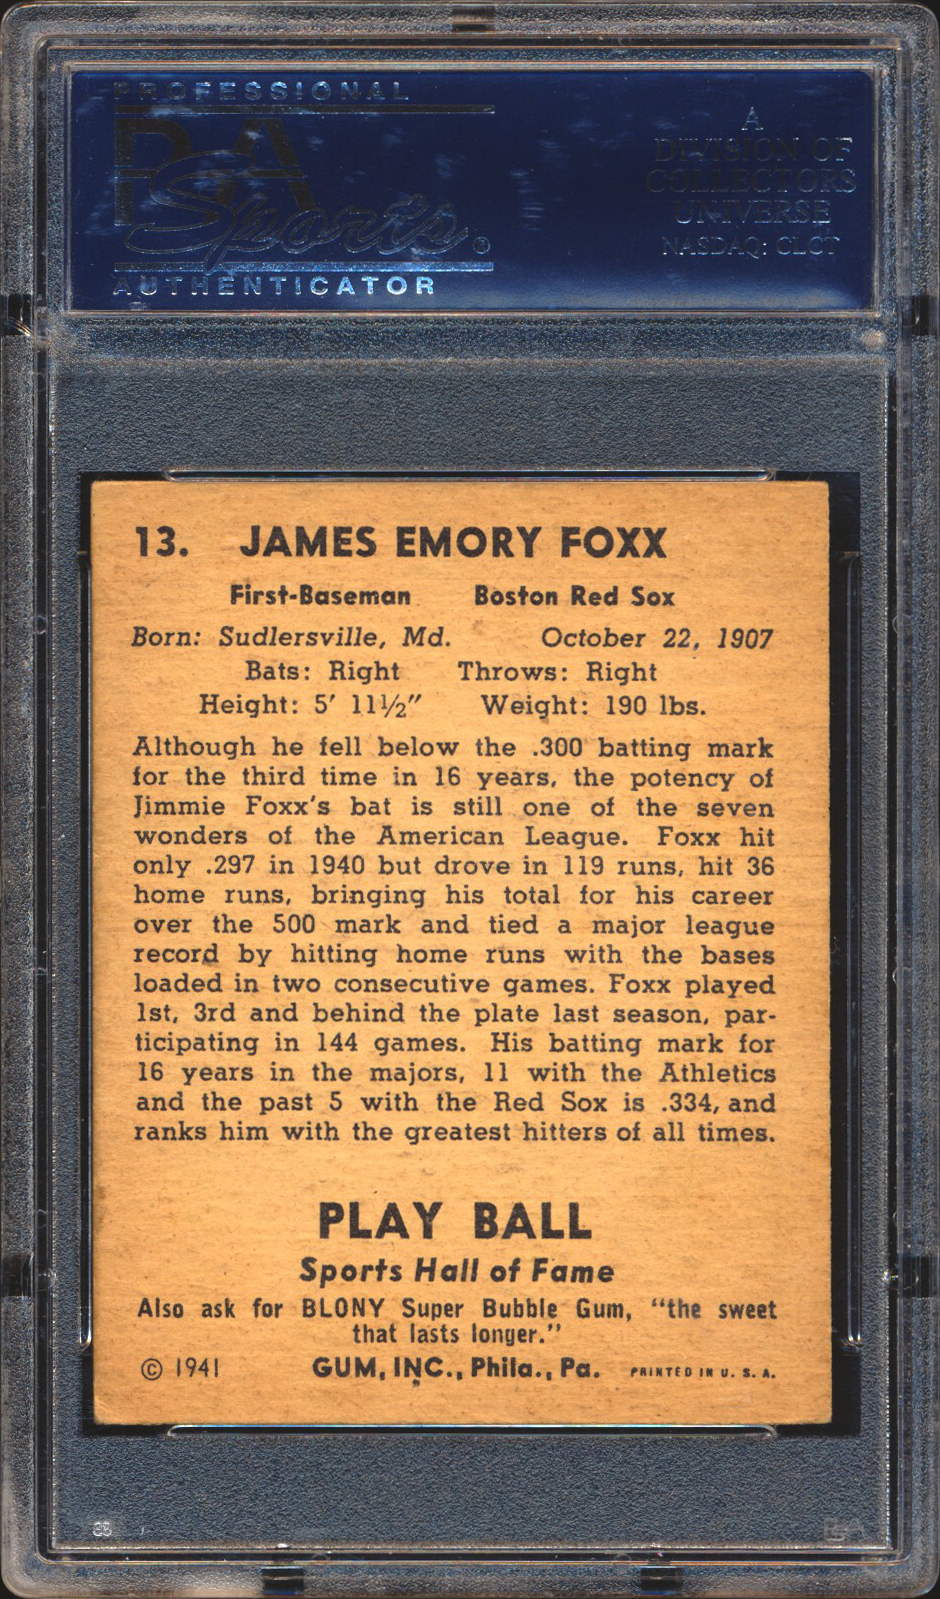 PROFESSIONAL
PSA
Sports®
AUTHENTICATOR
A
DIVISION OF
COLLECTORS
UNIVERSE
NASDAQ: CLCT
13. JAMES EMORY FOXX
First-Baseman Boston Red Sox
Born: Sudlersville, Md. October 22, 1907
Bats: Right Throws: Right
Height: 5′ 11½″ Weight: 190 lbs.
Although he fell below the .300 batting mark
for the third time in 16 years, the potency of
Jimmie Foxx's bat is still one of the seven
wonders of the American League. Foxx hit
only .297 in 1940 but drove in 119 runs, hit 36
home runs, bringing his total for his career
over the 500 mark and tied a major league
record by hitting home runs with the bases
loaded in two consecutive games. Foxx played
1st, 3rd and behind the plate last season, par-
ticipating in 144 games. His batting mark for
16 years in the majors, 11 with the Athletics
and the past 5 with the Red Sox is .334, and
ranks him with the greatest hitters of all times.
PLAY BALL
Sports Hall of Fame
Also ask for BLONY Super Bubble Gum, "the sweet
that lasts longer."
© 1941 GUM, INC., Phila., Pa. PRINTED IN U. S. A.